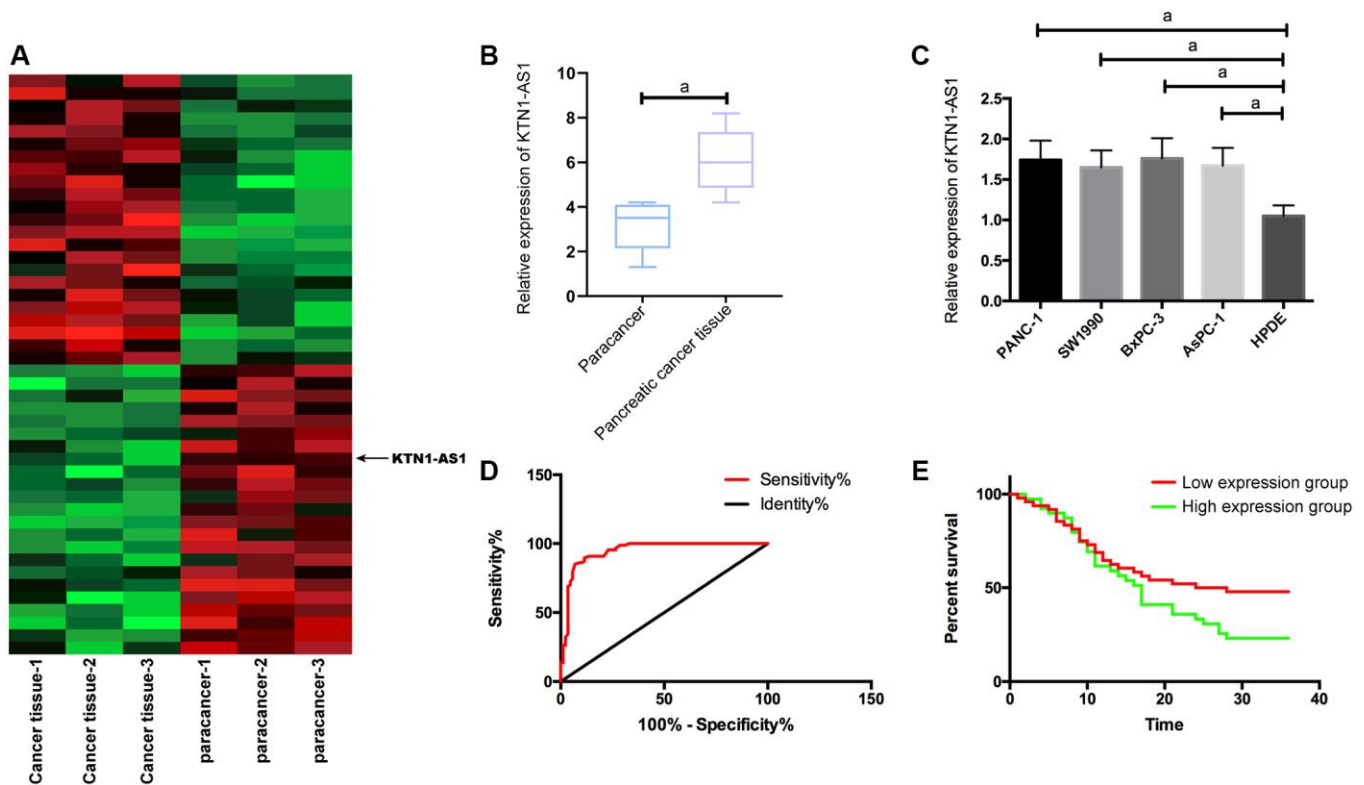 A
KTN1-AS1
Cancer tissue-1
Cancer tissue-2
Cancer tissue-3
paracancer-1
paracancer-2
paracancer-3
B
Relative expression of KTN1-AS1
10
8
6
4
2
0
a
Paracancer
Pancreatic cancer tissue
C
a
a
a
a
Relative expression of KTN1-AS1
2.5
2.0
1.5
1.0
0.5
0.0
PANC-1
SW1990
BxPC-3
AsPC-1
HPDE
D
Sensitivity%
150
100
50
0
Sensitivity%
Identity%
0
50
100
150
100% - Specificity%
E
Percent survival
100
50
0
Low expression group
High expression group
0
10
20
30
40
Time